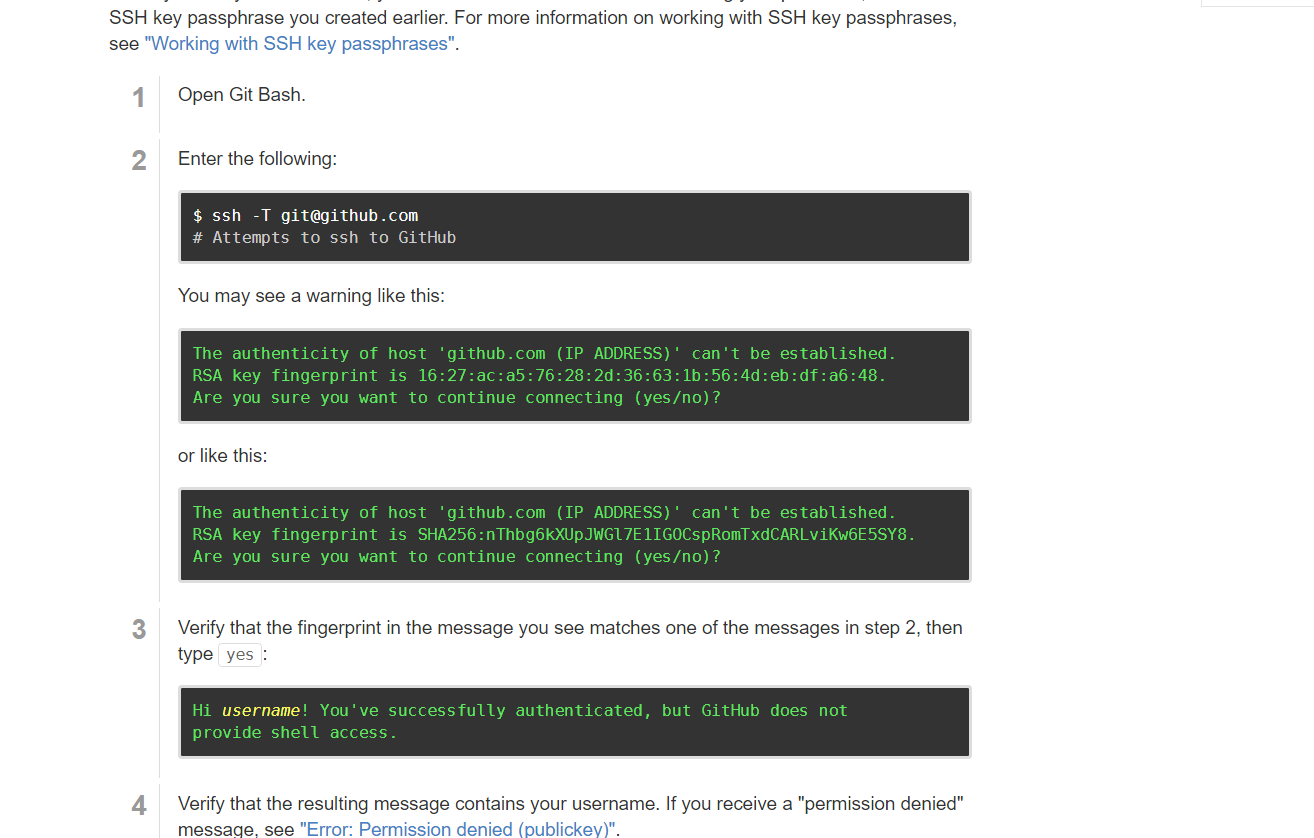 SSH key passphrase you created earlier. For more information on working with SSH key passphrases,
see "Working with SSH key passphrases".
1
Open Git Bash.
2
Enter the following:
$ ssh -T git@github.com
# Attempts to ssh to GitHub
You may see a warning like this:
The authenticity of host 'github.com (IP ADDRESS)' can't be established.
RSA key fingerprint is 16:27:ac:a5:76:28:2d:36:63:1b:56:4d:eb:df:a6:48.
Are you sure you want to continue connecting (yes/no)?
or like this:
The authenticity of host 'github.com (IP ADDRESS)' can't be established.
RSA key fingerprint is SHA256:nThbg6kXUpJWGl7E1IGOCspRomTxdCARLviKw6E5SY8.
Are you sure you want to continue connecting (yes/no)?
3
Verify that the fingerprint in the message you see matches one of the messages in step 2, then
type yes:
Hi username! You've successfully authenticated, but GitHub does not
provide shell access.
4
Verify that the resulting message contains your username. If you receive a "permission denied"
message, see "Error: Permission denied (publickey)".